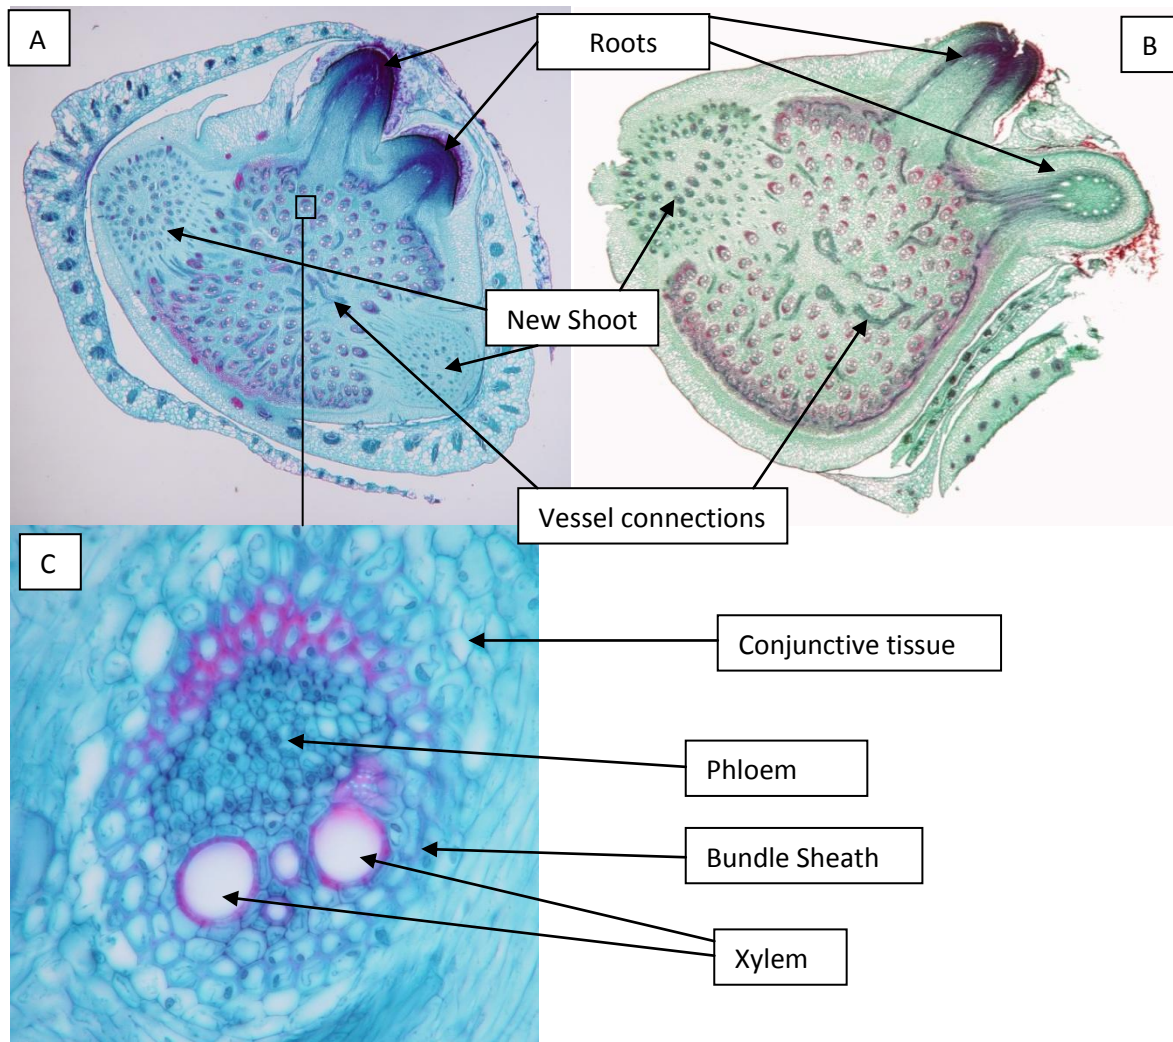 A
Roots
B
New Shoot
Vessel connections
C
Conjunctive tissue
Phloem
Bundle Sheath
Xylem